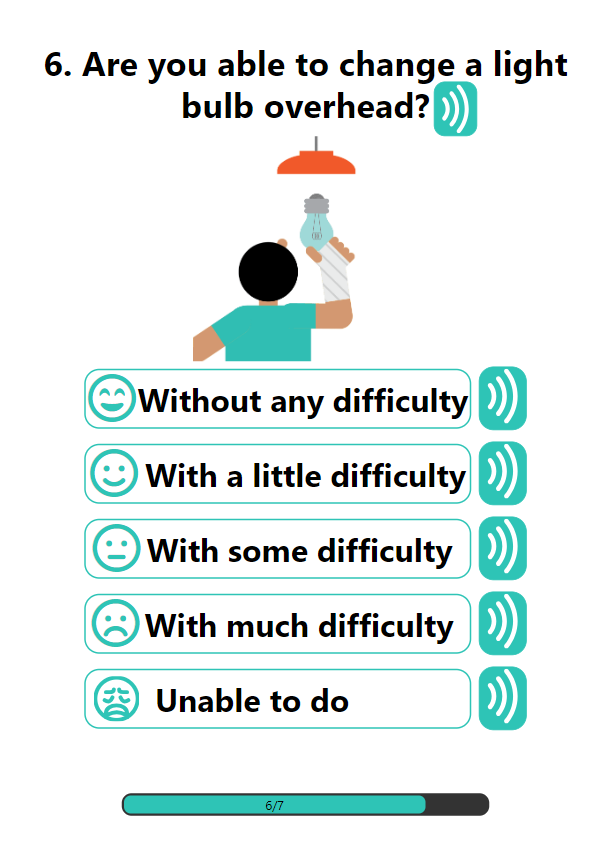 6. Are you able to change a light
bulb overhead?
Without any difficulty
With a little difficulty
With some difficulty
With much difficulty
Unable to do
6/7